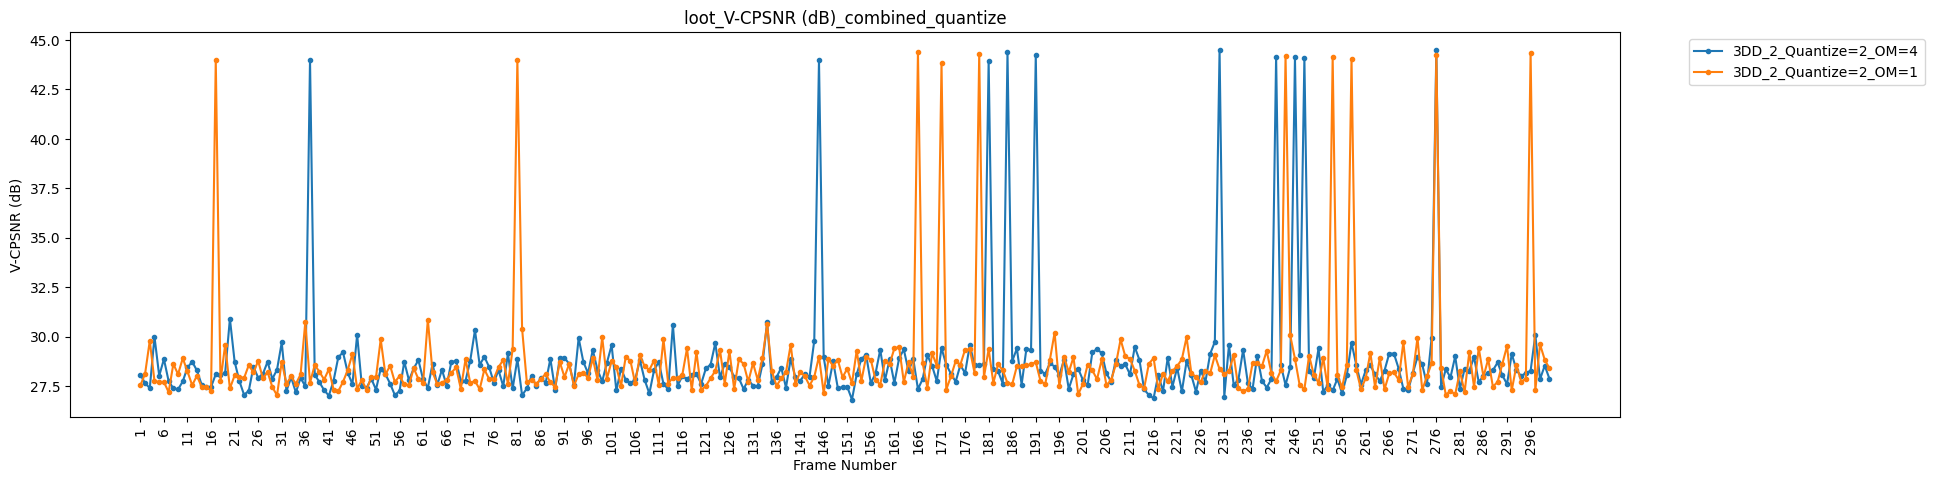 loot_V-CPSNR (dB)_combined_quantize
3DD_2_Quantize=2_OM=4
3DD_2_Quantize=2_OM=1
V-CPSNR (dB)
45.0
42.5
40.0
37.5
35.0
32.5
30.0
27.5
1 6 11 16 21 26 31 36 41 46 51 56 61 66 71 76 81 86 91 96 101 106 111 116 121 126 131 136 141 146 151 156 161 166 171 176 181 186 191 196 201 206 211 216 221 226 231 236 241 246 251 256 261 266 271 276 281 286 291 296
Frame Number